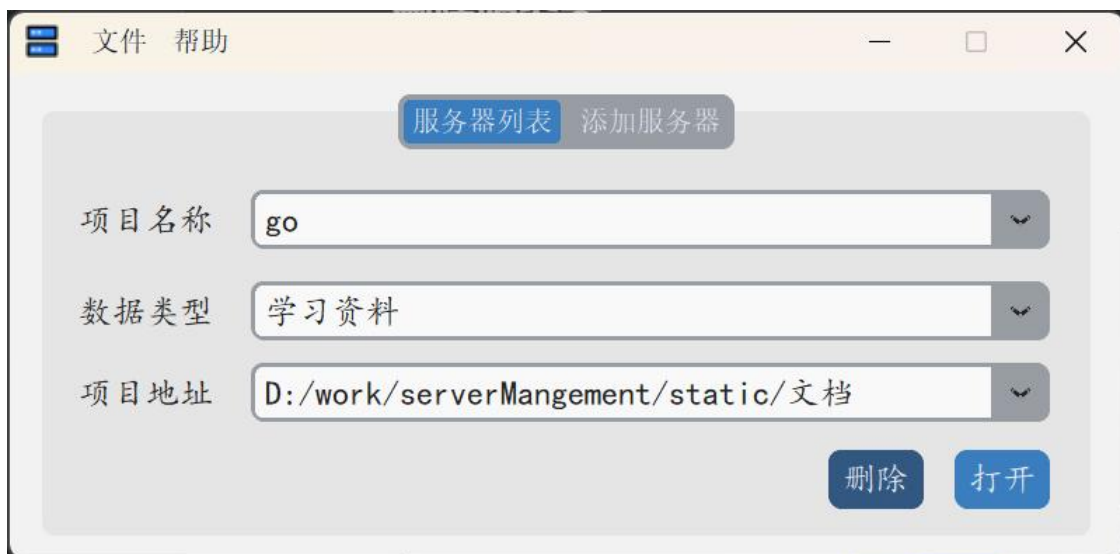 文件 帮助
服务器列表 添加服务器
项目名称 go
数据类型 学习资料
项目地址 D:/work/serverMangement/static/文档
删除 打开